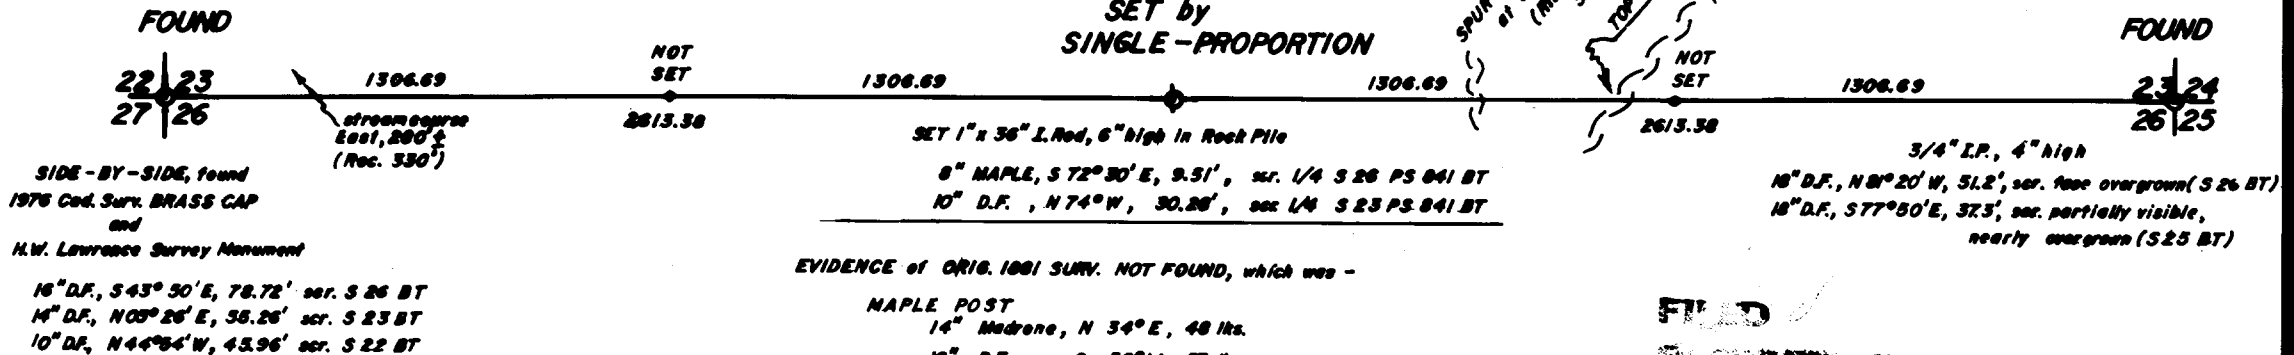 FOUND
SET by
SINGLE-PROPORTION
SPUR
at
TOP
FOUND
NOT
SET
NOT
SET
22 23
27 26
1306.69
1306.69
1306.69
1306.69
23 24
26 25
2613.38
2613.38
streamcourse
East, 280'±
(Rec. 330')
SIDE-BY-SIDE, found
1976 Cad. Surv. BRASS CAP
and
H.W. Lawrence Survey Monument
16" D.F., S 43° 50' E, 78.72' scr. S 26 BT
14" D.F., N 05° 26' E, 55.26' scr. S 23 BT
10" D.F., N 44° 54' W, 45.96' scr. S 22 BT
SET 1" x 36" I. Rod, 6" high in Rock Pile
8" MAPLE, S 72° 30' E, 9.51', scr. 1/4 S 26 PS 841 BT
10" D.F., N 74° W, 30.26', scr. 1/4 S 23 PS 841 BT
EVIDENCE of ORIG. 1881 SURV. NOT FOUND, which was -
MAPLE POST
14" Madrone, N 34° E, 48 lks.
3/4" I.P., 4" high
18" D.F., N 81° 20' W, 51.2', scr. face overgrown (S 26 BT)
18" D.F., S 77° 50' E, 37.3', scr. partially visible,
nearly overgrown (S 25 BT)
FILED